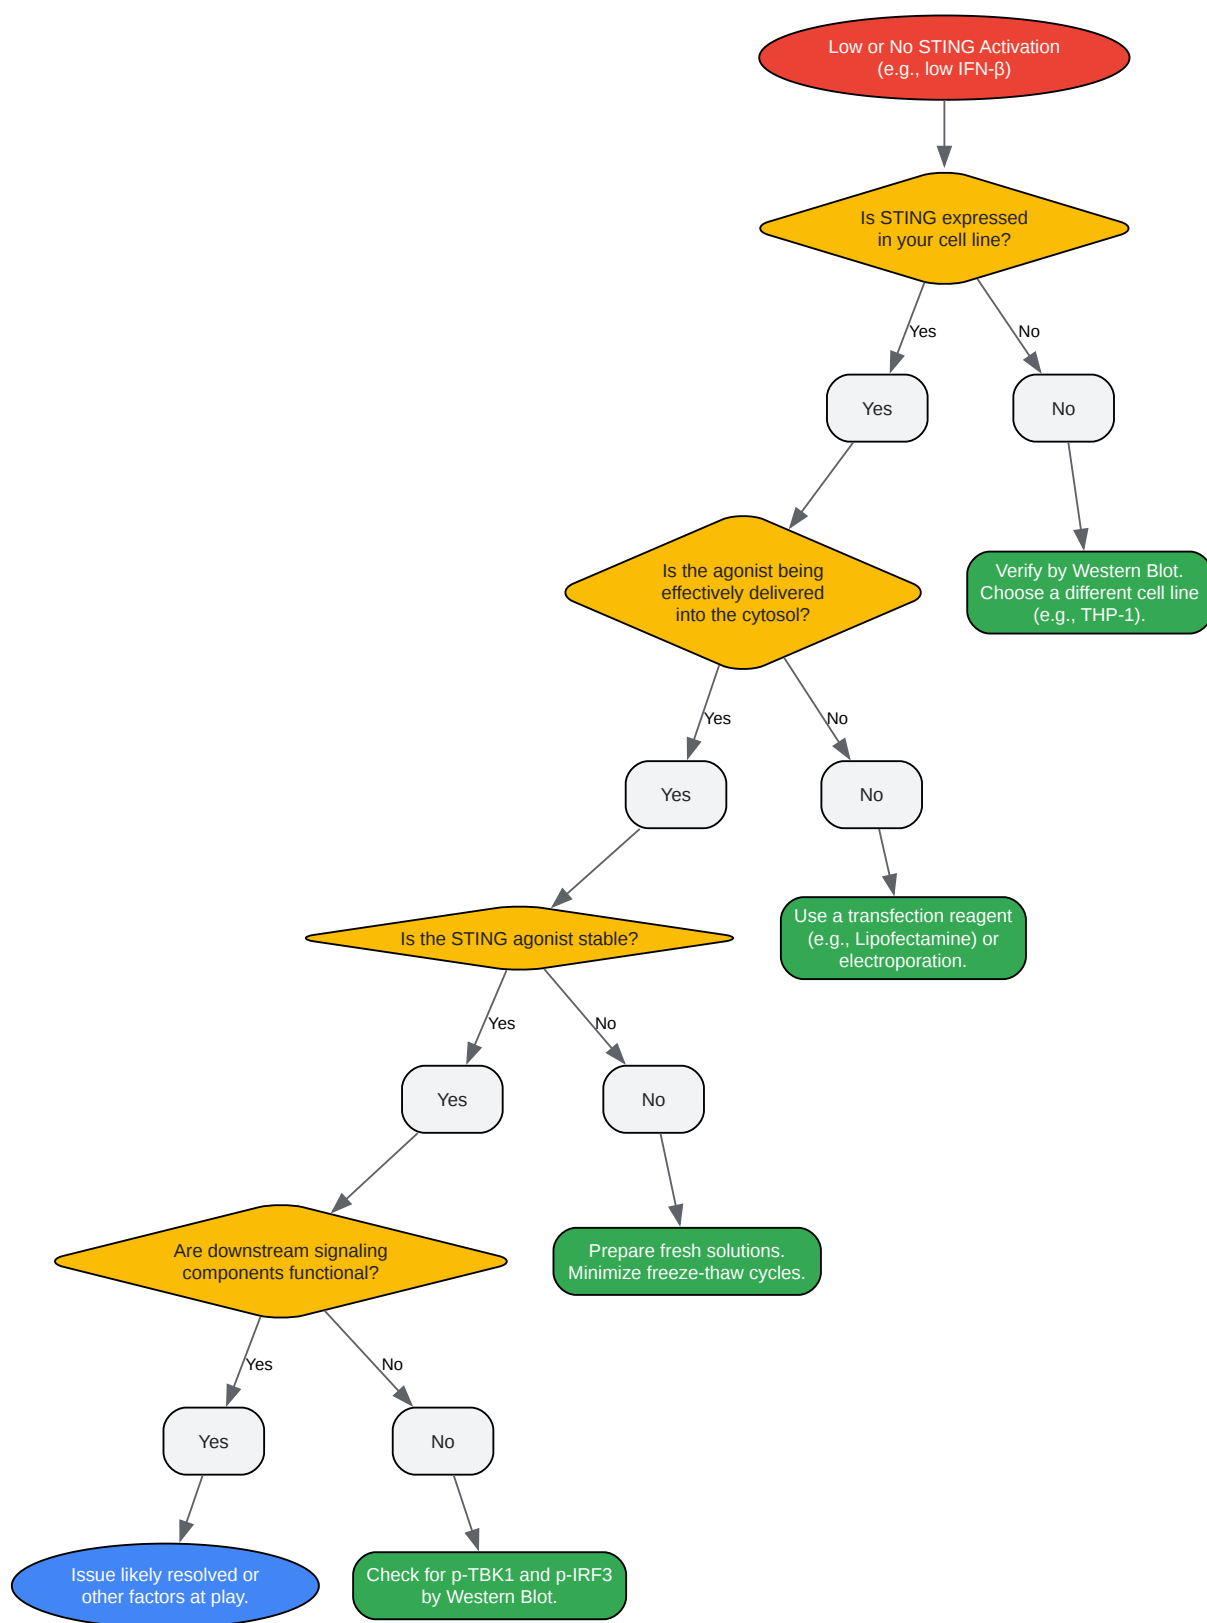 Low or No STING Activation
(e.g., low IFN-β)
Is STING expressed
in your cell line?
Yes
No
Yes
No
Is the agonist being
effectively delivered
into the cytosol?
Verify by Western Blot.
Choose a different cell line
(e.g., THP-1).
Yes
No
Yes
No
Is the STING agonist stable?
Use a transfection reagent
(e.g., Lipofectamine) or
electroporation.
Yes
No
Yes
No
Are downstream signaling
components functional?
Prepare fresh solutions.
Minimize freeze-thaw cycles.
Yes
No
Yes
No
Issue likely resolved or
other factors at play.
Check for p-TBK1 and p-IRF3
by Western Blot.